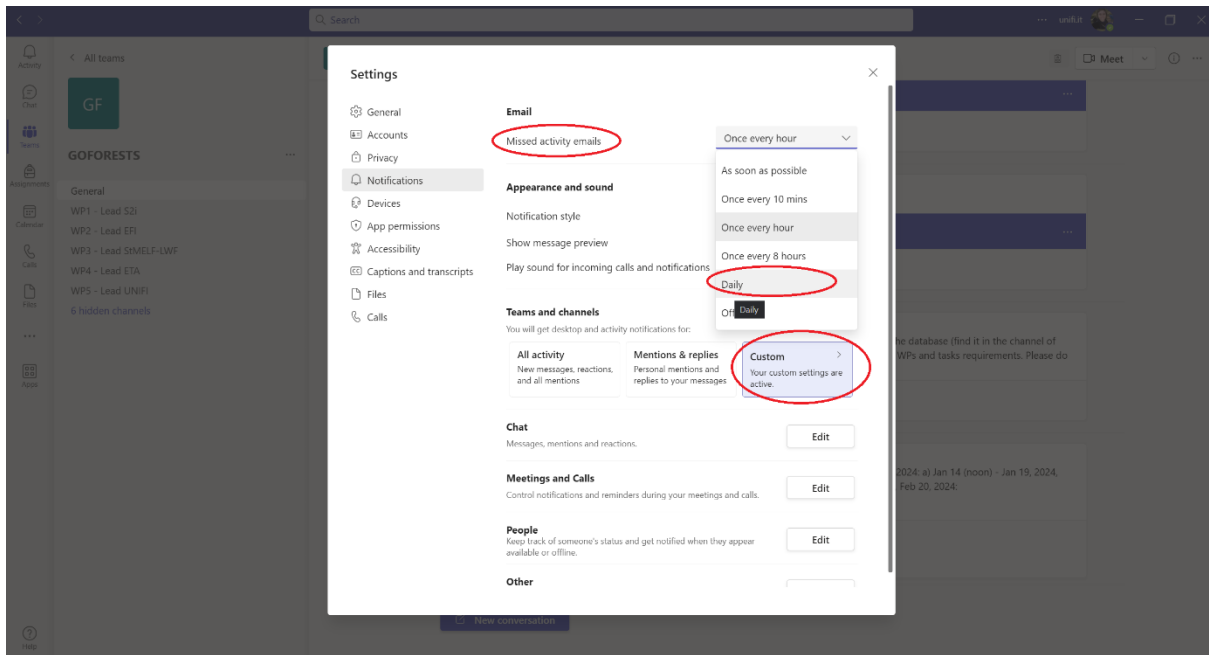 Search
unifi.it
Activity
Chat
Teams
Assignments
Calendar
Calls
Files
Apps
Help
All teams
GF
GOFORESTS
General
WP1 - Lead S2i
WP2 - Lead EFI
WP3 - Lead StMELF-LWF
WP4 - Lead ETA
WP5 - Lead UNIFI
6 hidden channels
Meet
Settings
General
Accounts
Privacy
Notifications
Devices
App permissions
Accessibility
CC Captions and transcripts
Files
Calls
Email
Missed activity emails
Once every hour
As soon as possible
Once every 10 mins
Once every hour
Once every 8 hours
Daily
Off
Daily
Appearance and sound
Notification style
Show message preview
Play sound for incoming calls and notifications
Teams and channels
You will get desktop and activity notifications for:
All activity
New messages, reactions,
and all mentions
Mentions & replies
Personal mentions and
replies to your messages
Custom
Your custom settings are
active.
Chat
Messages, mentions and reactions.
Edit
Meetings and Calls
Control notifications and reminders during your meetings and calls.
Edit
People
Keep track of someone's status and get notified when they appear
available or offline.
Edit
Other
he database (find it in the channel of
WPs and tasks requirements. Please do
2024: a) Jan 14 (noon) - Jan 19, 2024,
Feb 20, 2024:
New conversation